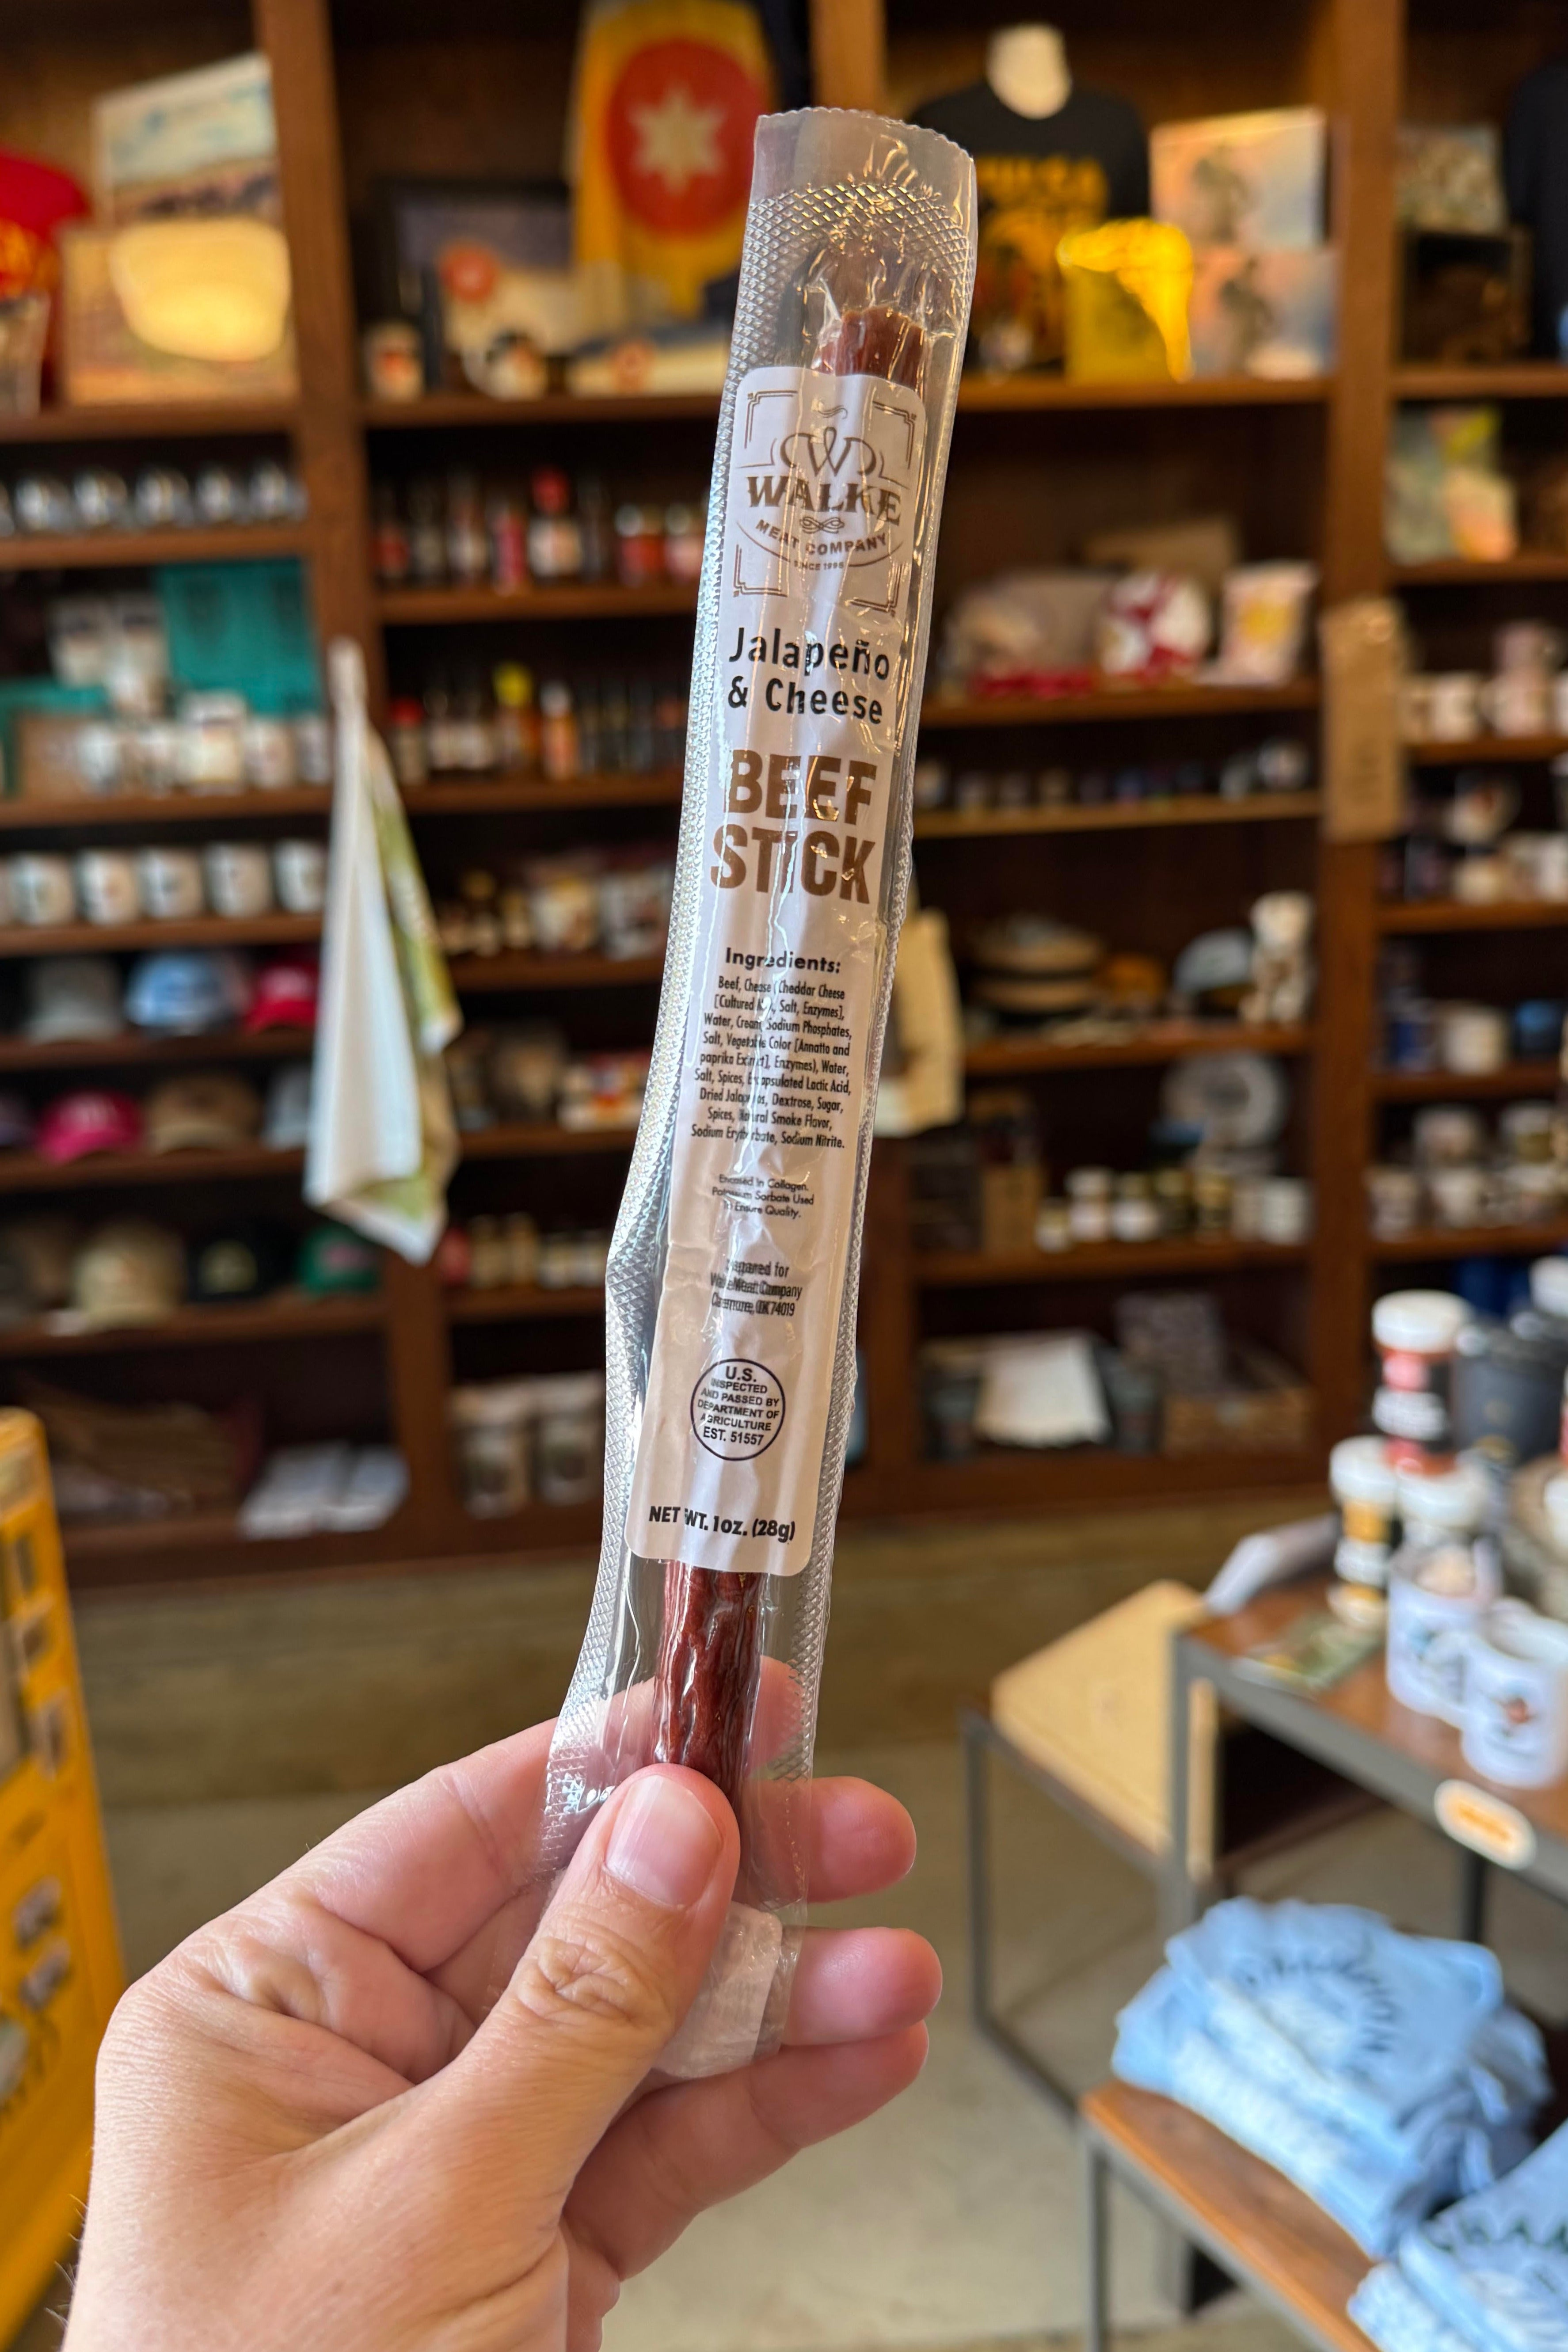 W
WALKE
MEAT COMPANY
SINCE 1996
Jalapeño
& Cheese
BEEF
STICK
Ingredients:
Beef, Cheese (Cheddar Cheese
[Cultured Milk, Salt, Enzymes],
Water, Cream, Sodium Phosphates,
Salt, Vegetable Color [Annatto and
paprika Extract], Enzymes), Water,
Salt, Spices, Encapsulated Lactic Acid,
Dried Jalapeños, Dextrose, Sugar,
Spices, Natural Smoke Flavor,
Sodium Erythorbate, Sodium Nitrite.
Encased in Collagen.
Potassium Sorbate Used
To Ensure Quality.
Prepared for
Walke Meat Company
Claremore, OK 74019
U.S.
INSPECTED
AND PASSED BY
DEPARTMENT OF
AGRICULTURE
EST. 51557
NET WT. 1oz. (28g)